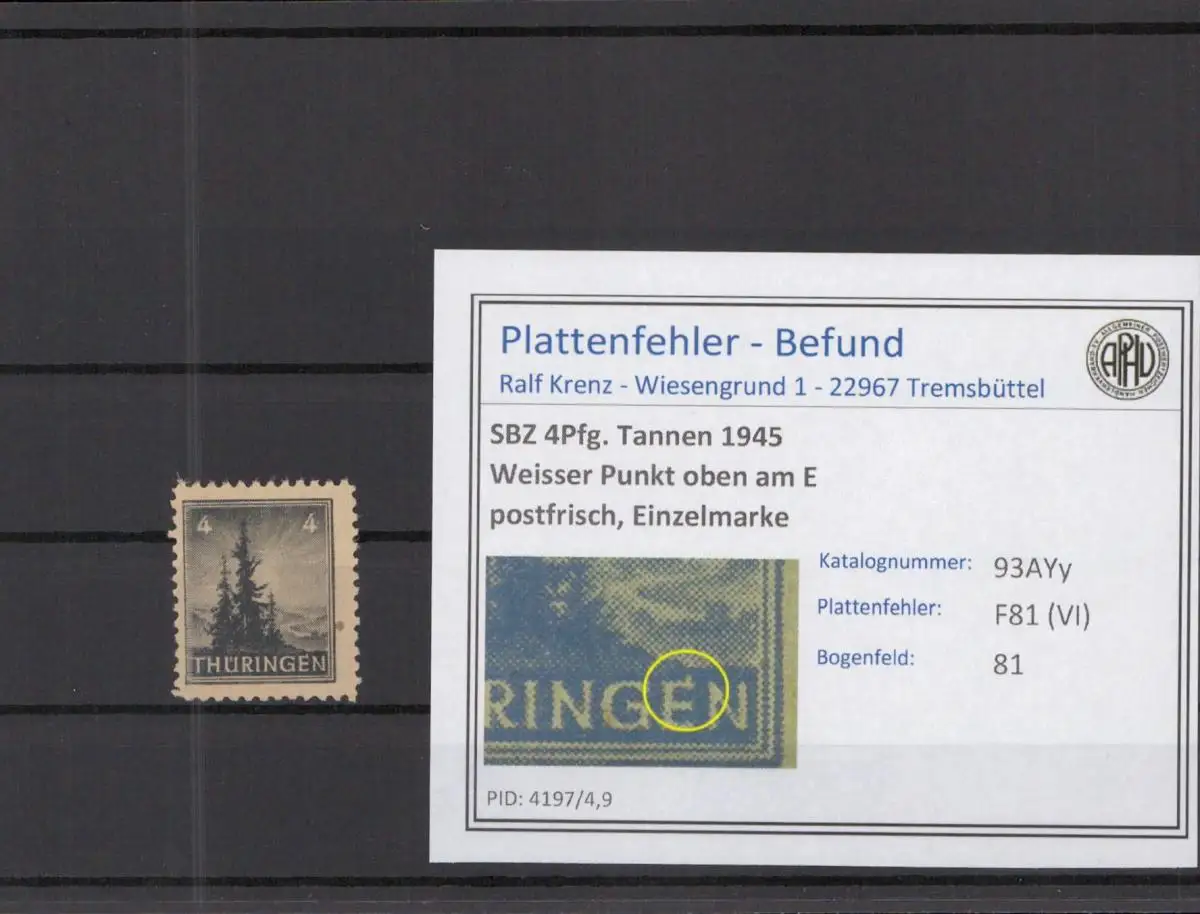 4 4
THÜRINGEN
Plattenfehler - Befund
Ralf Krenz - Wiesengrund 1 - 22967 Tremsbüttel
APHV
SBZ 4Pfg. Tannen 1945
Weisser Punkt oben am E
postfrisch, Einzelmarke
RINGEN
Katalognummer: 93AYy
Plattenfehler: F81 (VI)
Bogenfeld: 81
PID: 4197/4,9